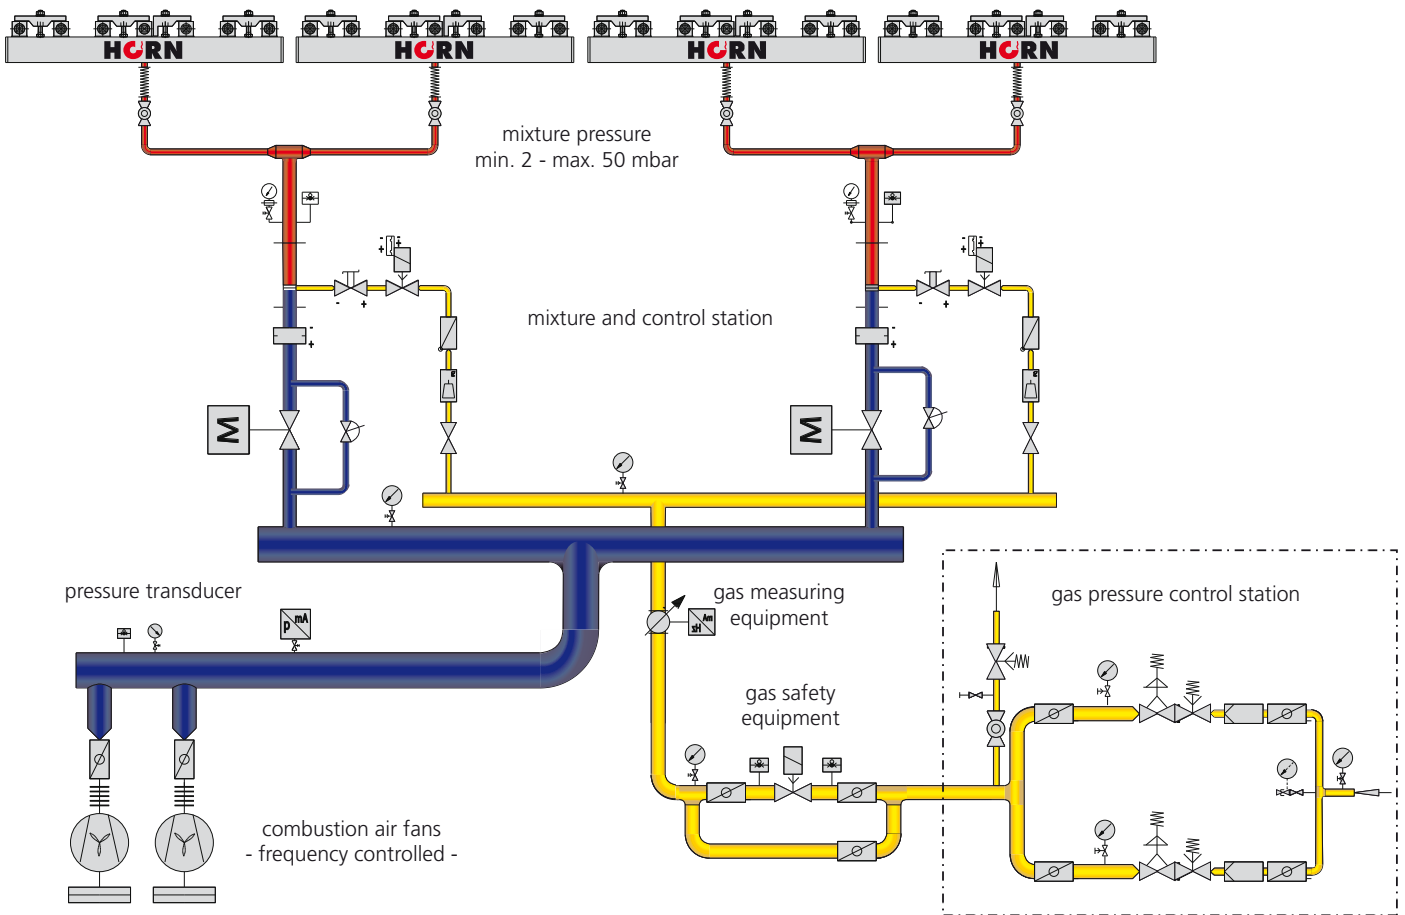 HORN HORN HORN HORN
mixture pressure
min. 2 - max. 50 mbar
mixture and control station
M M
pressure transducer
p mA
gas measuring
equipment
gas pressure control station
gas safety
equipment
combustion air fans
- frequency controlled -